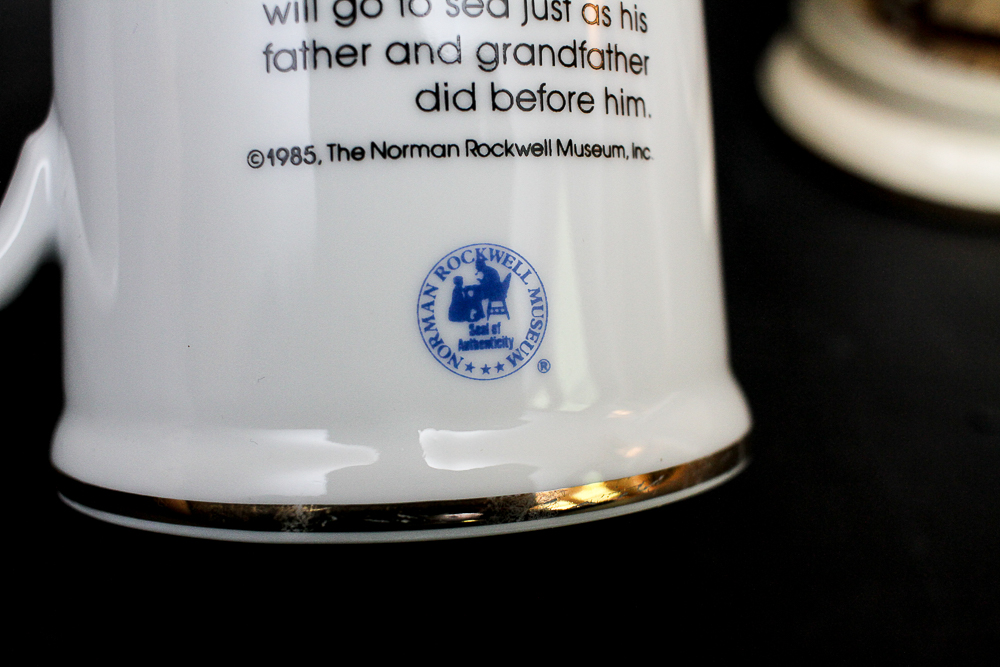 will go to sea just as his
father and grandfather
did before him.
©1985, The Norman Rockwell Museum, Inc.
NORMAN ROCKWELL MUSEUM
Seal of
Authenticity
★★★
®